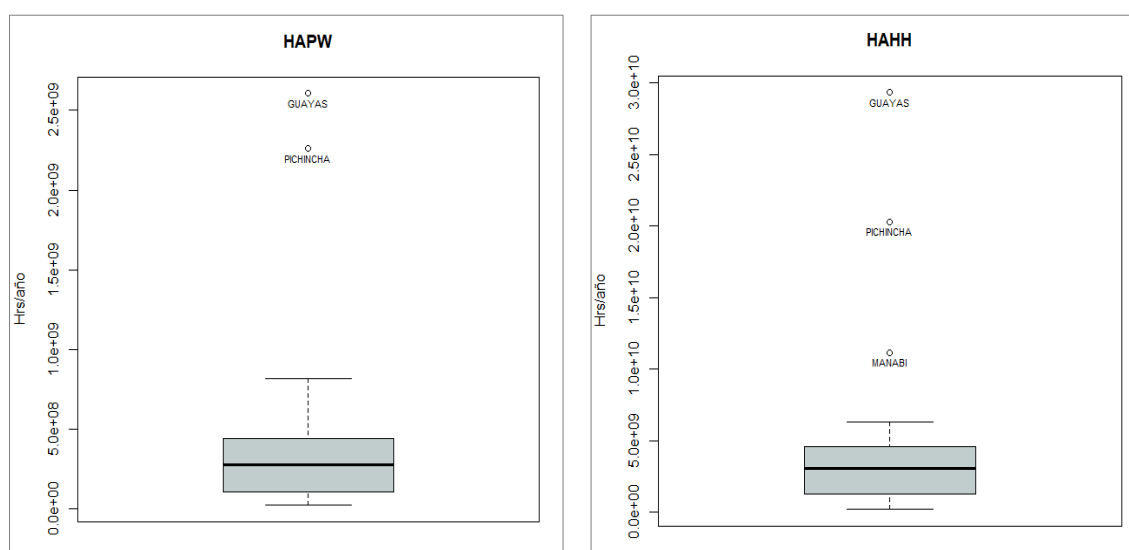 HAPW
Hrs/año
2.5e+09
2.0e+09
1.5e+09
1.0e+09
5.0e+08
0.0e+00
GUAYAS
PICHINCHA
HAHH
Hrs/año
3.0e+10
2.5e+10
2.0e+10
1.5e+10
1.0e+10
5.0e+09
0.0e+00
GUAYAS
PICHINCHA
MANABI